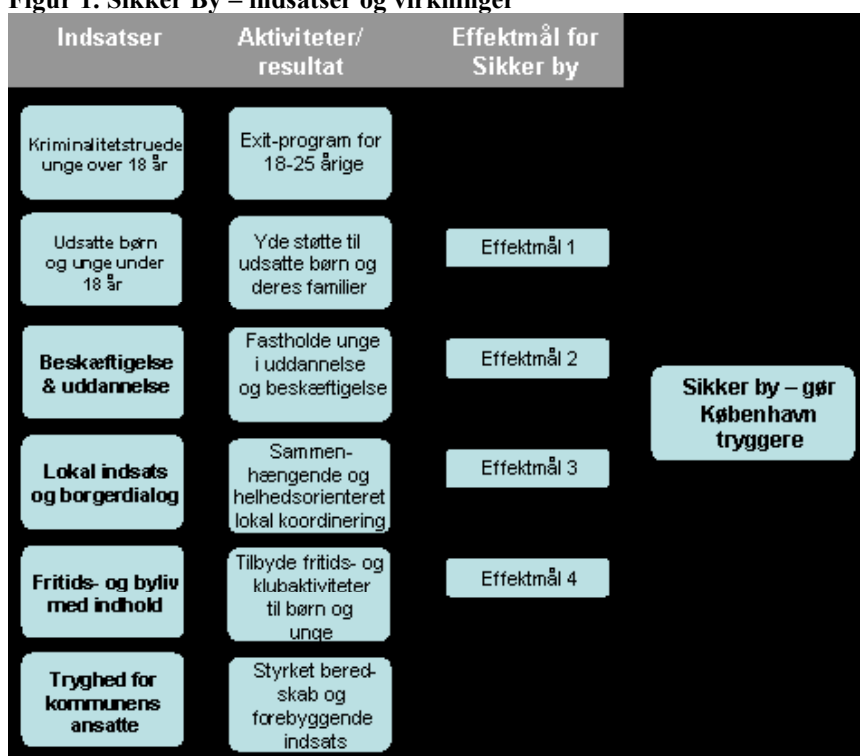 Figur 1. Sikker By – indsatser og virkninger
Indsatser
Aktiviteter/
resultat
Effektmål for
Sikker by
Kriminalitetstruede
unge over 18 år
Exit-program for
18-25 årige
Udsatte børn
og unge under
18 år
Yde støtte til
udsatte børn og
deres familier
Effektmål 1
Beskæftigelse
& uddannelse
Fastholde unge
i uddannelse
og beskæftigelse
Effektmål 2
Sikker by – gør
København
tryggere
Lokal indsats
og borgerdialog
Sammen-
hængende og
helhedsorienteret
lokal koordinering
Effektmål 3
Fritids- og byliv
med indhold
Tilbyde fritids- og
klubaktiviteter
til børn og
unge
Effektmål 4
Tryghed for
kommunens
ansatte
Styrket bered-
skab og
forebyggende
indsats